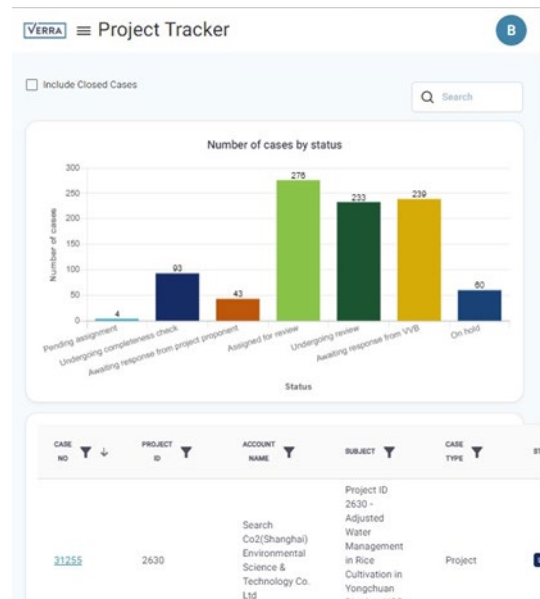 VERRA Project Tracker B
Include Closed Cases
Search
Number of cases by status
Number of cases
300
250
200
150
100
50
0
4
93
43
276
233
239
60
Pending assignment
Undergoing completeness check
Awaiting response from project proponent
Assigned for review
Undergoing review
Awaiting response from VVB
On hold
Status
CASE NO
PROJECT ID
ACCOUNT NAME
SUBJECT
CASE TYPE
31255
2630
Search
Co2(Shanghai)
Environmental
Science &
Technology Co.
Ltd
Project ID
2630 -
Adjusted
Water
Management
in Rice
Cultivation in
Yongchuan
Project